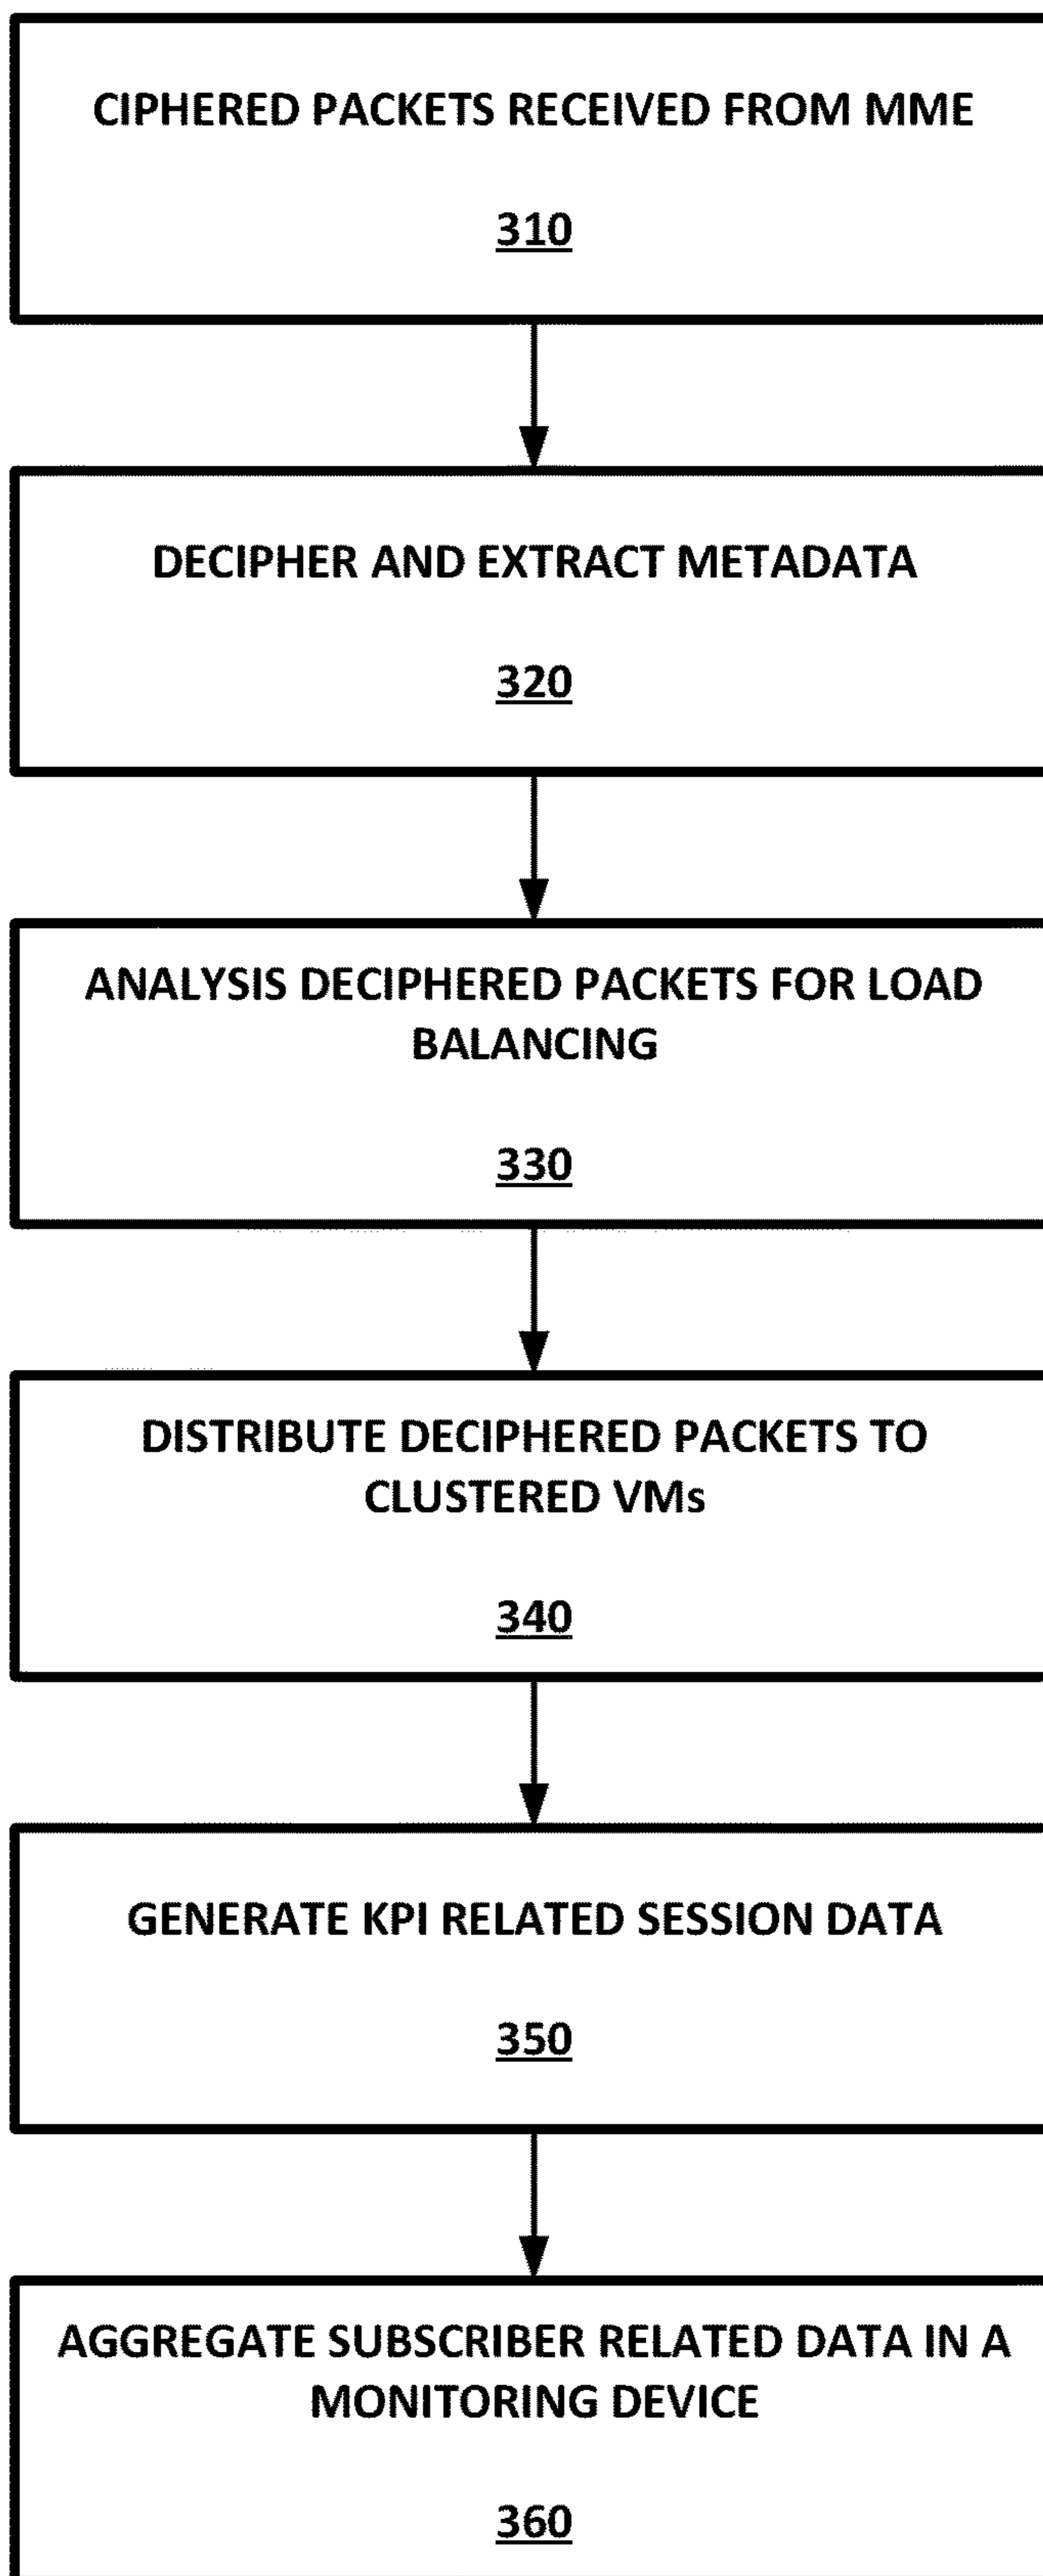 CIPHERED PACKETS RECEIVED FROM MME
310
DECIPHER AND EXTRACT METADATA
320
ANALYSIS DECIPHERED PACKETS FOR LOAD
BALANCING
330
DISTRIBUTE DECIPHERED PACKETS TO
CLUSTERED VMs
340
GENERATE KPI RELATED SESSION DATA
350
AGGREGATE SUBSCRIBER RELATED DATA IN A
MONITORING DEVICE
360